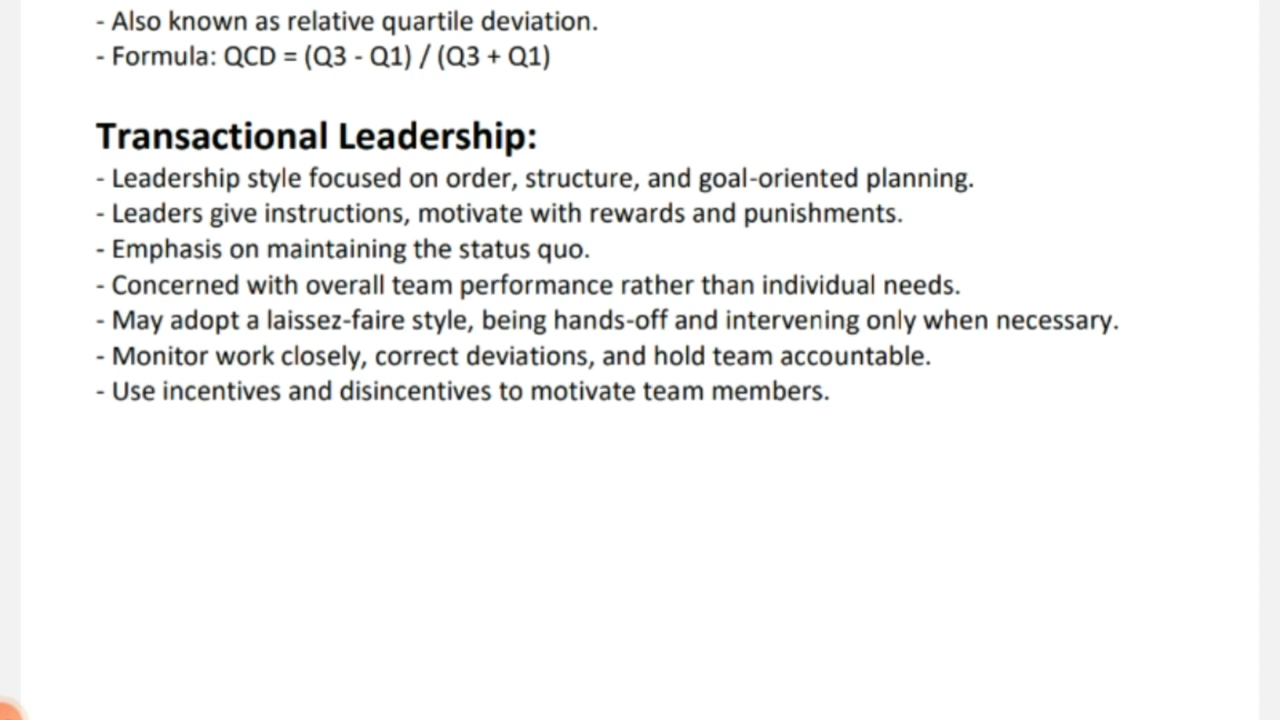 - Also known as relative quartile deviation.
- Formula: QCD = (Q3 - Q1) / (Q3 + Q1)
Transactional Leadership:
- Leadership style focused on order, structure, and goal-oriented planning.
- Leaders give instructions, motivate with rewards and punishments.
- Emphasis on maintaining the status quo.
- Concerned with overall team performance rather than individual needs.
- May adopt a laissez-faire style, being hands-off and intervening only when necessary.
- Monitor work closely, correct deviations, and hold team accountable.
- Use incentives and disincentives to motivate team members.